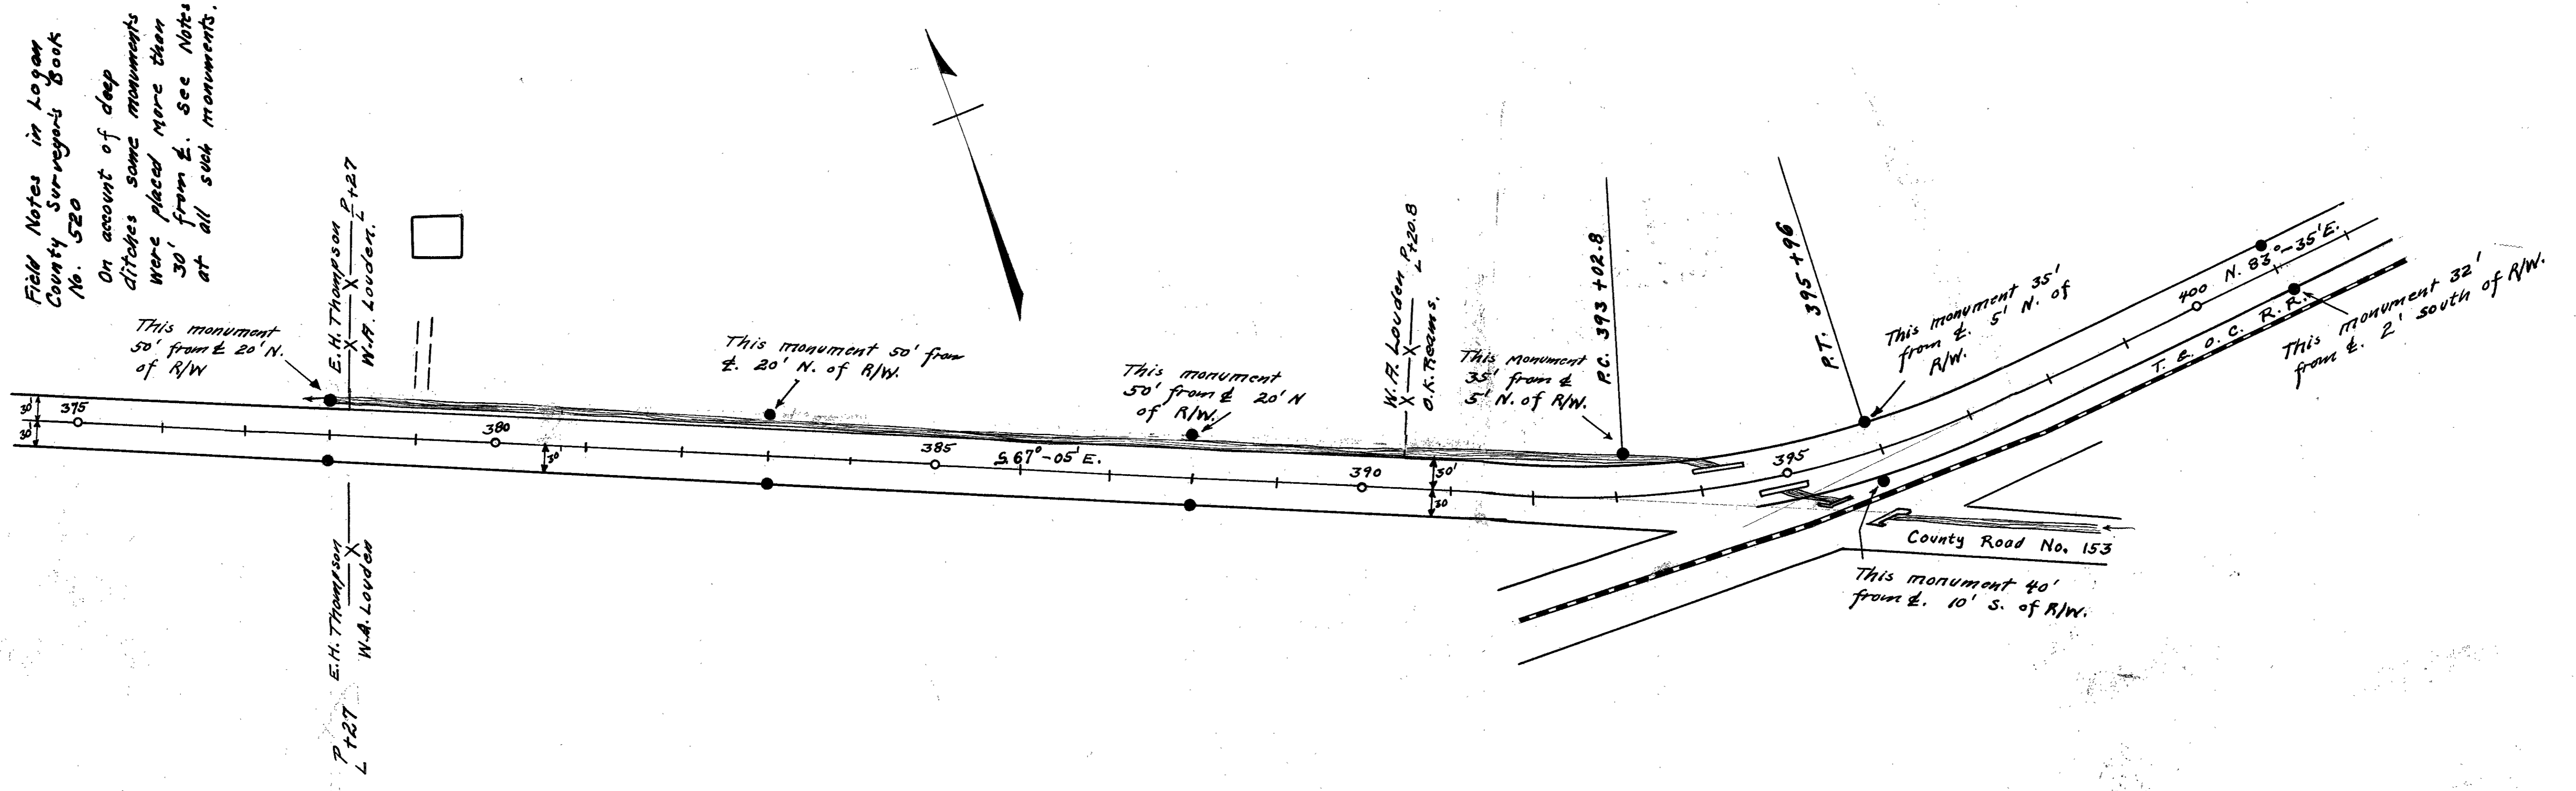 Field Notes in Logan
County Surveyor's Book
No. 520
On account of deep
ditches some monuments
were placed more than
30' from ℄. See Notes
at all such monuments.
This monument
50' from ℄ 20' N.
of R/W
E.H. Thompson
W.A. Louden.
P/L +27
This monument 50' from
℄. 20' N. of R/W.
This monument
50' from ℄ 20' N
of R/W.
W.A. Louden
O.K. Reams.
P/L +20.8
This monument
35' from ℄
5' N. of R/W.
P.C. 393 +02.8
P.T. 395 +96
This monument 35'
from ℄. 5' N. of
R/W.
N. 83°-35'E.
400
T. & O. C. R.R.
This monument 32'
from ℄. 2' south of R/W.
30'
30'
375
380
30'
385
S.67°-05'E.
390
30'
30'
395
County Road No. 153
This monument 40'
from ℄. 10' S. of R/W.
E.H. Thompson
W.A. Louden
P/L +27